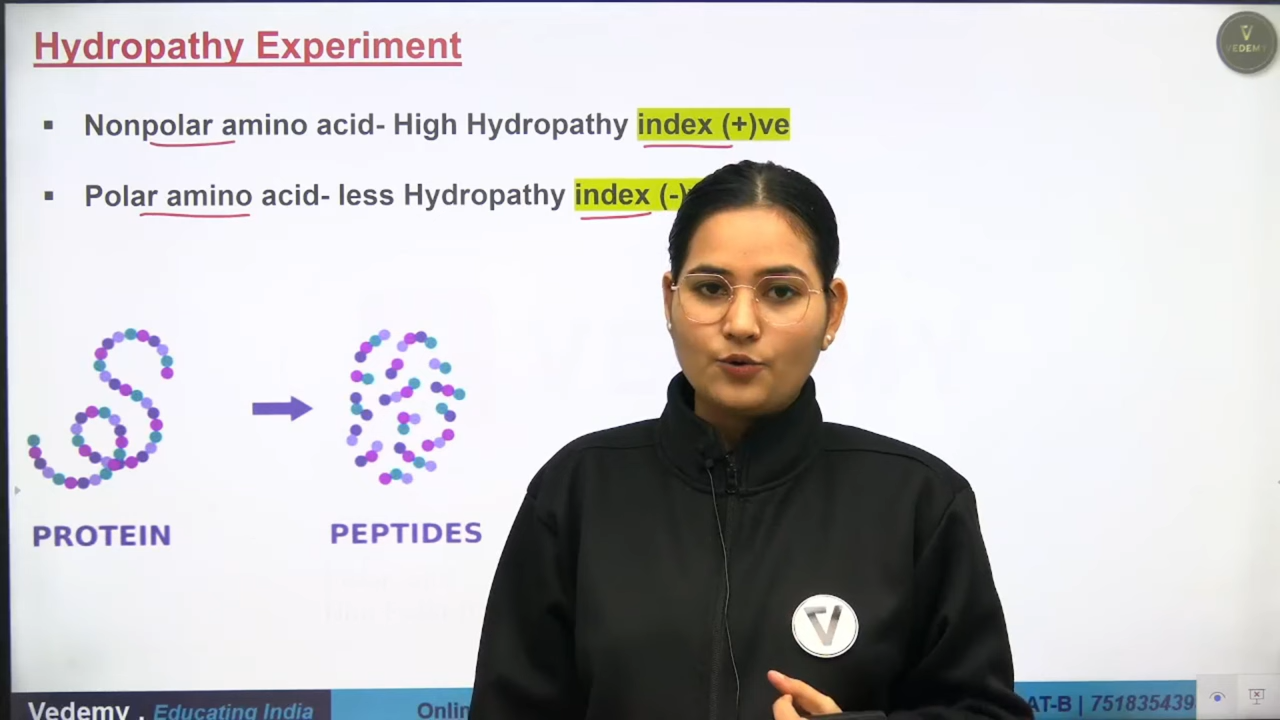 Hydropathy Experiment
VEDEMY
▪ Nonpolar amino acid- High Hydropathy index (+)ve
▪ Polar amino acid- less Hydropathy index (-)
PROTEIN
PEPTIDES
Vedemy . Educating India
Onlin
AT-B | 751835439